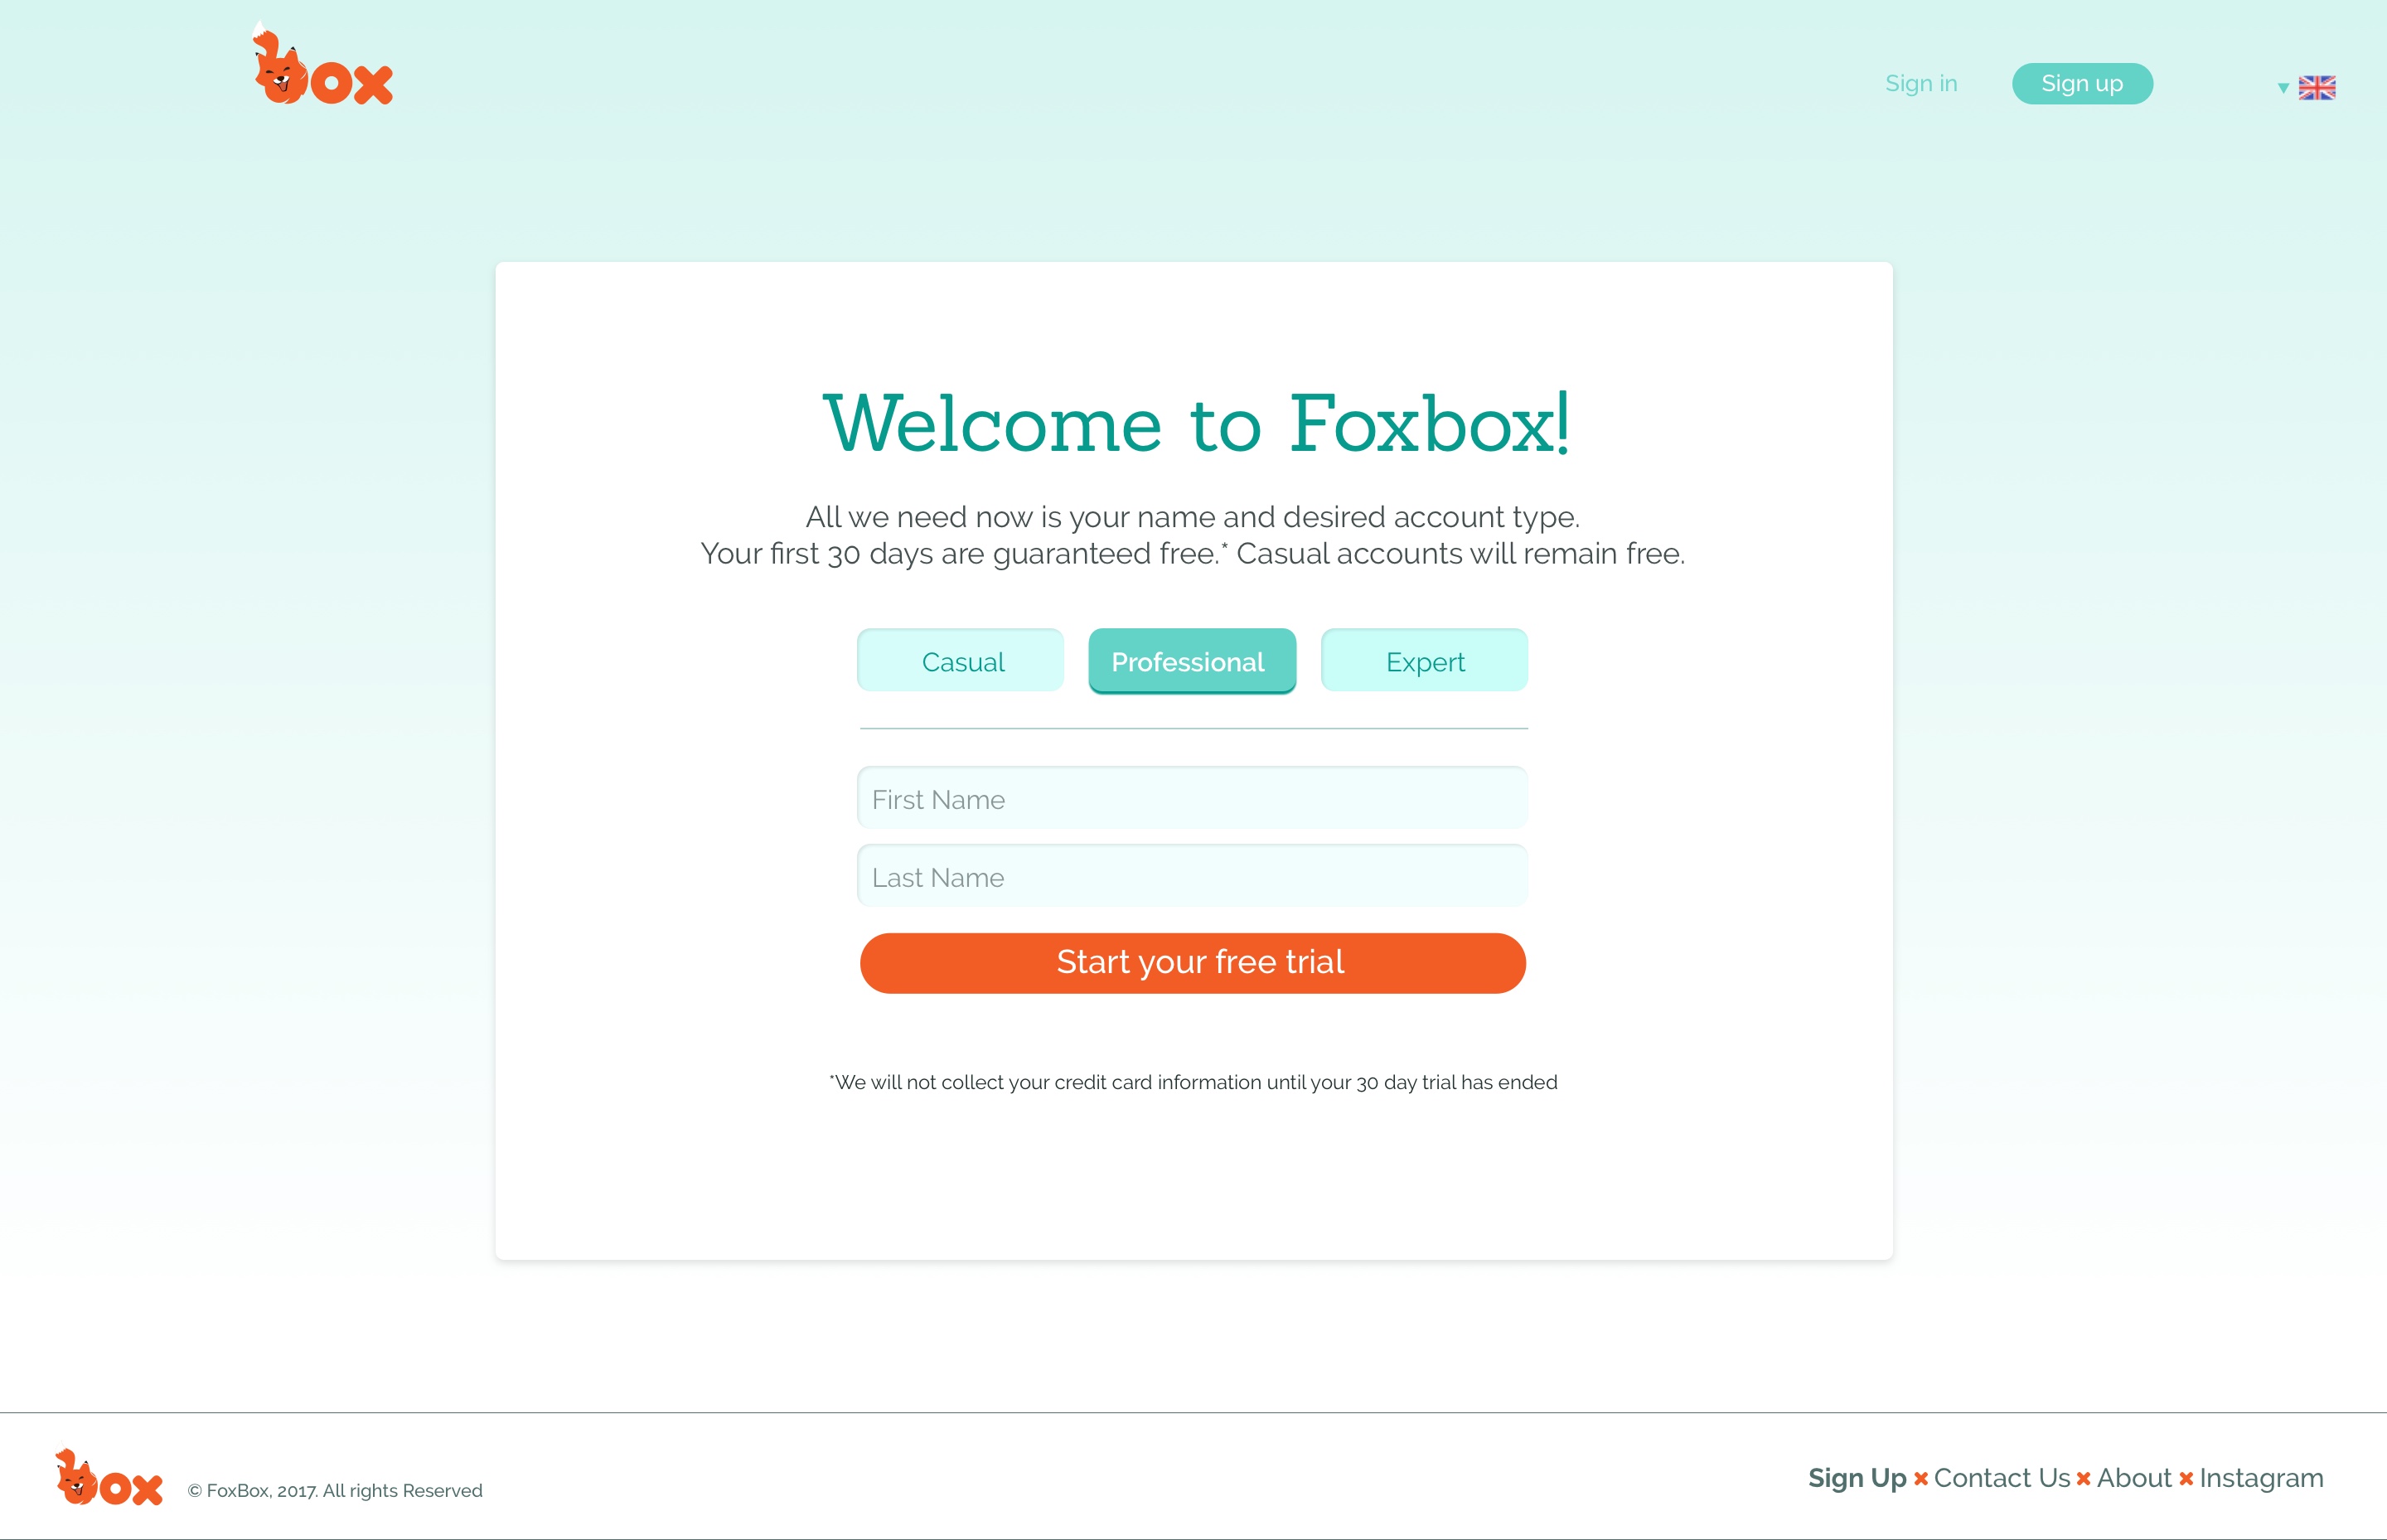 box
Sign in
Sign up
Welcome to Foxbox!
All we need now is your name and desired account type.
Your first 30 days are guaranteed free.* Casual accounts will remain free.
Casual
Professional
Expert
First Name
Last Name
Start your free trial
*We will not collect your credit card information until your 30 day trial has ended
box
© FoxBox, 2017. All rights Reserved
Sign Up × Contact Us × About × Instagram